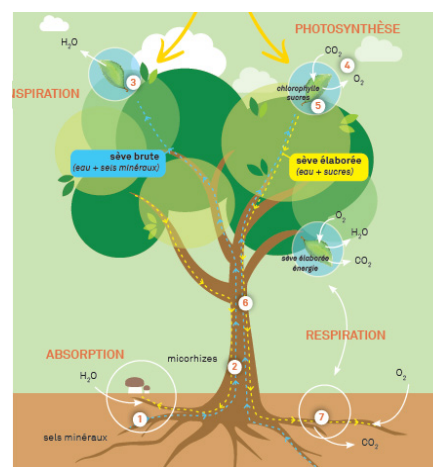 PHOTOSYNTHÈSE
H₂O
CO₂
4
O₂
3
NSPIRATION
chlorophylle
sucres
5
sève brute
(eau + sels minéraux)
sève élaborée
(eau + sucres)
O₂
H₂O
sève élaborée
énergie
CO₂
6
RESPIRATION
ABSORPTION
micorhizes
H₂O
2
O₂
1
7
sels minéraux
CO₂